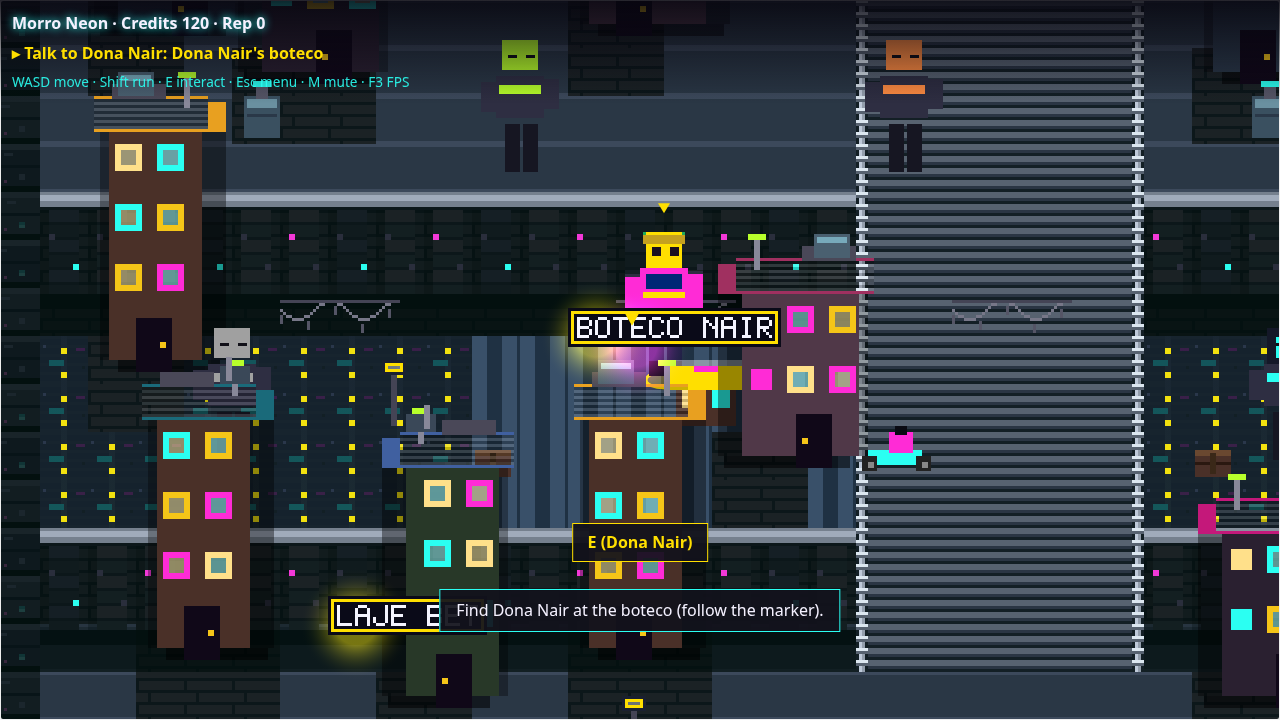 Morro Neon · Credits 120 · Rep 0
▸ Talk to Dona Nair: Dona Nair's boteco
WASD move · Shift run · E interact · Esc menu · M mute · F3 FPS
BOTECO NAIR
E (Dona Nair)
LAJE
Find Dona Nair at the boteco (follow the marker).